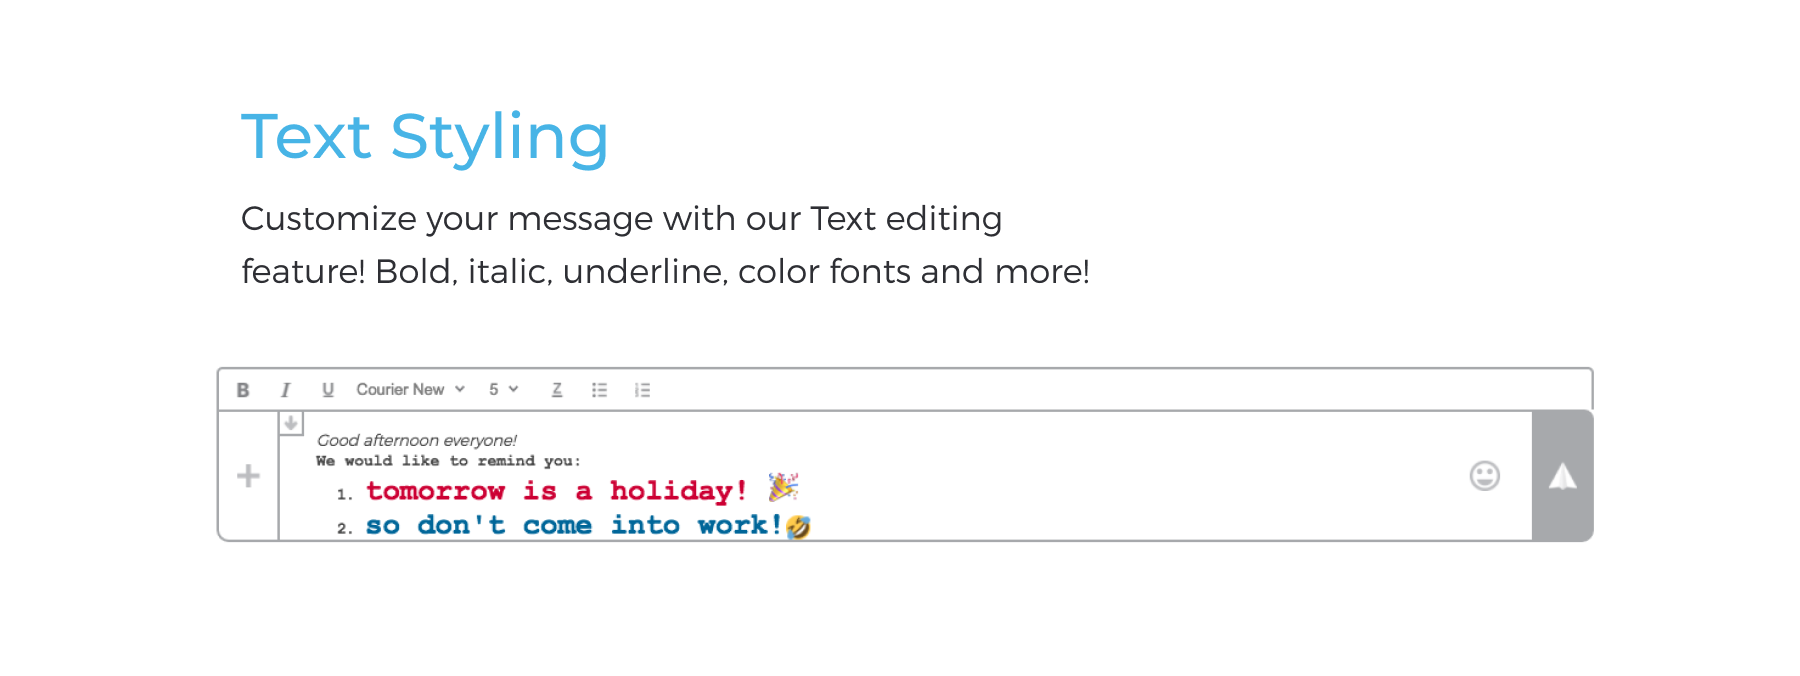 Text Styling
Customize your message with our Text editing
feature! Bold, italic, underline, color fonts and more!
B I U Courier New 5 Z
Good afternoon everyone!
We would like to remind you:
1. tomorrow is a holiday! 🎉
2. so don't come into work!🤣